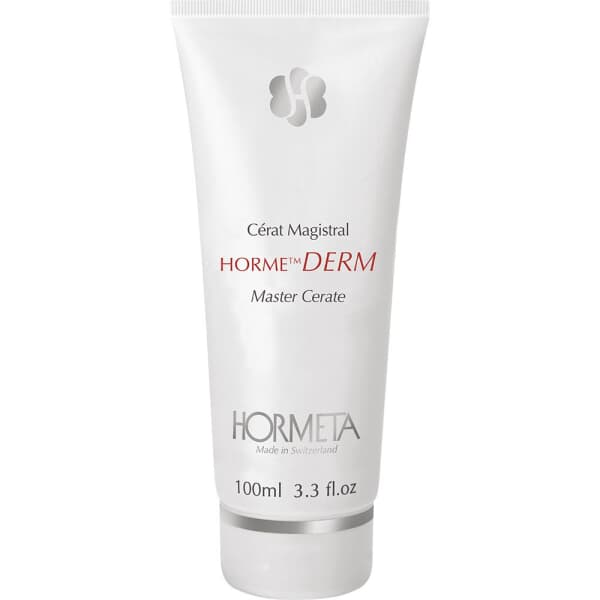 Cérat Magistral
HORME™DERM
Master Cerate
HORMETA
Made in Switzerland
100ml 3.3 fl.oz